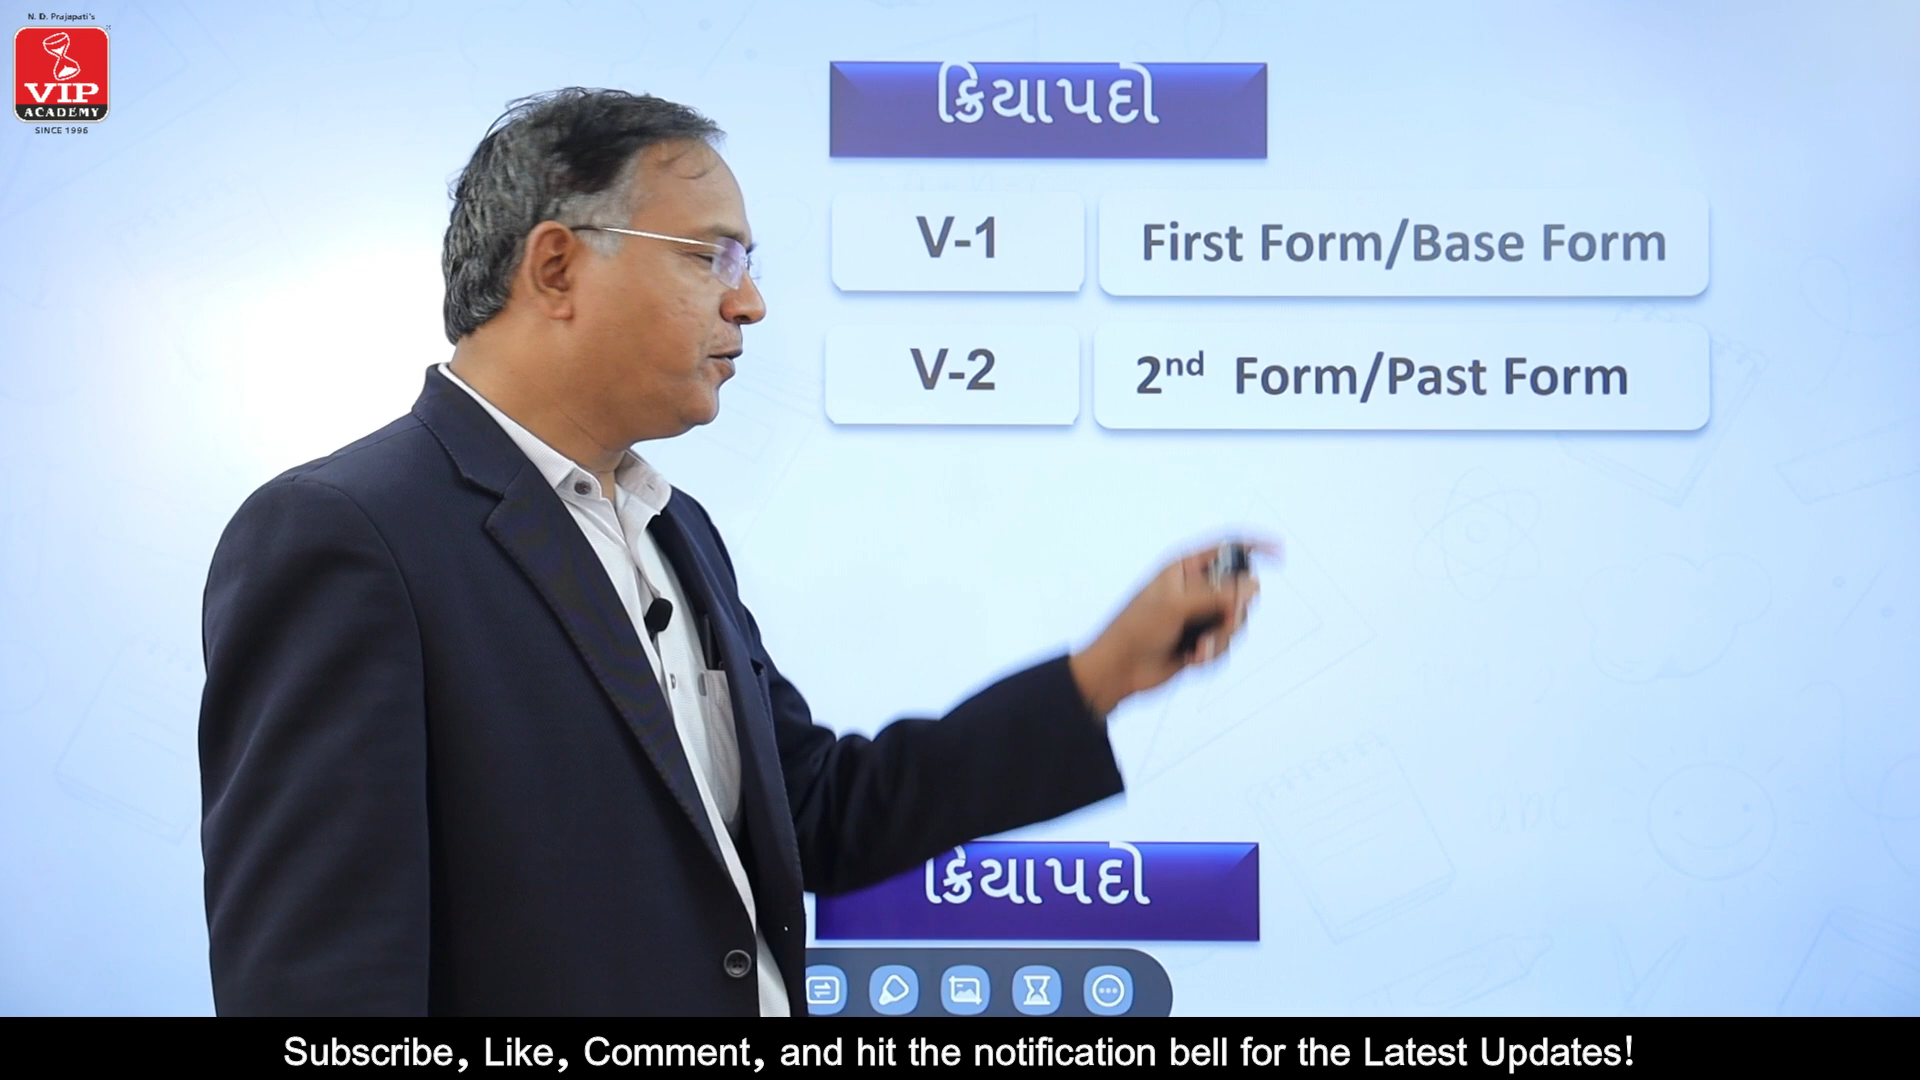 N. D. Prajapati's
VIP
ACADEMY
SINCE 1996
ક્રિયાપદો
V-1 First Form/Base Form
V-2 2nd Form/Past Form
ક્રિયાપદો
Subscribe, Like, Comment, and hit the notification bell for the Latest Updates!